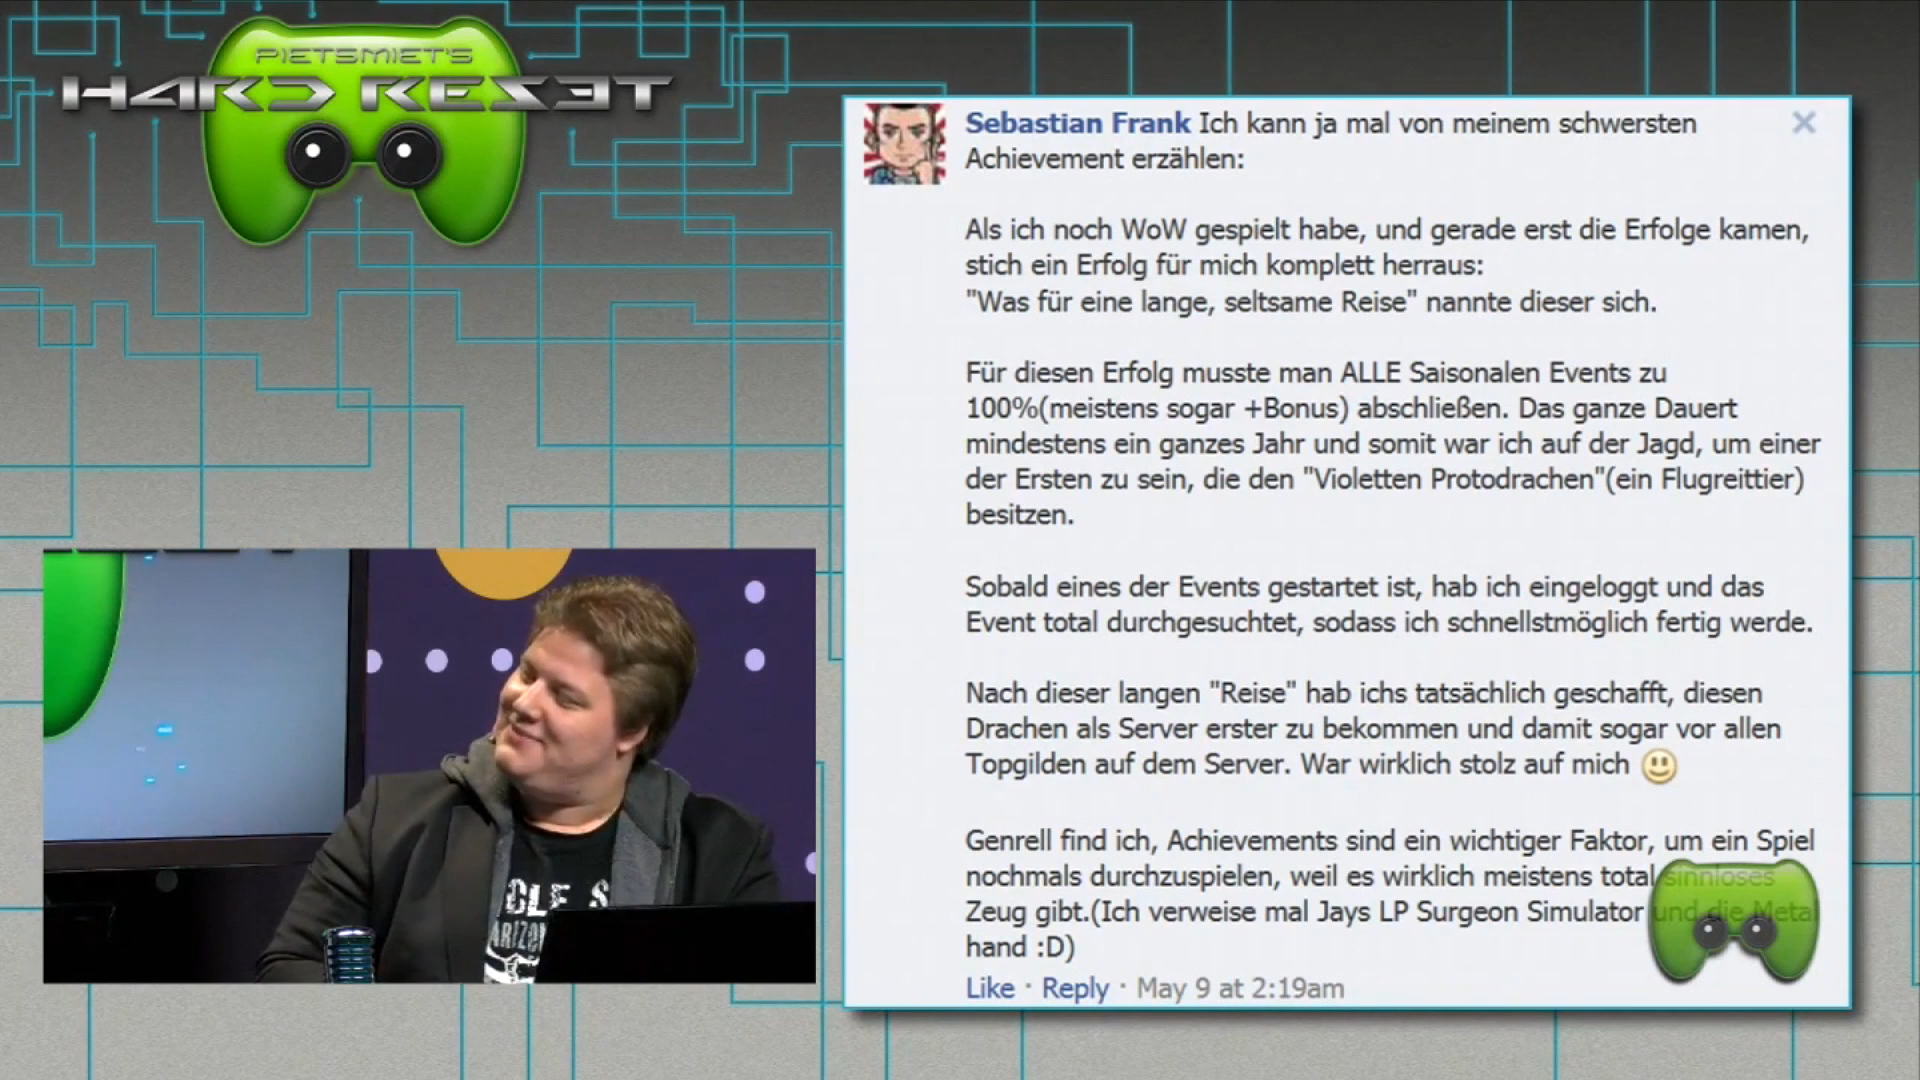 PIETSMIET'S
HARD RESET
Sebastian Frank Ich kann ja mal von meinem schwersten
Achievement erzählen:
Als ich noch WoW gespielt habe, und gerade erst die Erfolge kamen,
stich ein Erfolg für mich komplett herraus:
"Was für eine lange, seltsame Reise" nannte dieser sich.
Für diesen Erfolg musste man ALLE Saisonalen Events zu
100%(meistens sogar +Bonus) abschließen. Das ganze Dauert
mindestens ein ganzes Jahr und somit war ich auf der Jagd, um einer
der Ersten zu sein, die den "Violetten Protodrachen"(ein Flugreittier)
besitzen.
Sobald eines der Events gestartet ist, hab ich eingeloggt und das
Event total durchgesuchtet, sodass ich schnellstmöglich fertig werde.
Nach dieser langen "Reise" hab ichs tatsächlich geschafft, diesen
Drachen als Server erster zu bekommen und damit sogar vor allen
Topgilden auf dem Server. War wirklich stolz auf mich
Genrell find ich, Achievements sind ein wichtiger Faktor, um ein Spiel
nochmals durchzuspielen, weil es wirklich meistens total sinnloses
Zeug gibt.(Ich verweise mal Jays LP Surgeon Simulator und die Metal
hand :D)
Like · Reply · May 9 at 2:19am